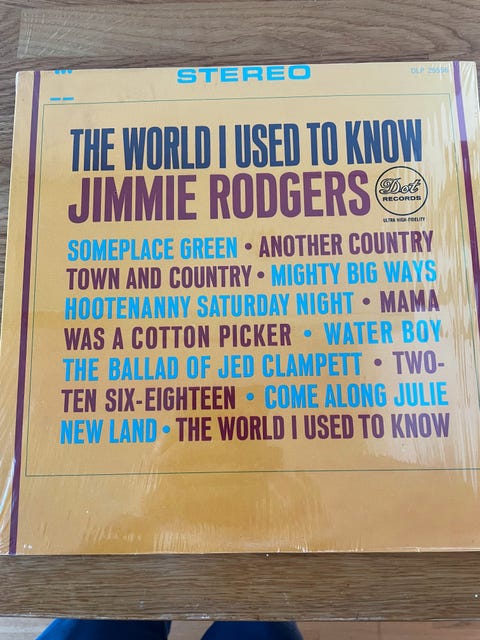 STEREO
DLP 25556
THE WORLD I USED TO KNOW
JIMMIE RODGERS
Dot
RECORDS
ULTRA HIGH FIDELITY
SOMEPLACE GREEN • ANOTHER COUNTRY
TOWN AND COUNTRY • MIGHTY BIG WAYS
HOOTENANNY SATURDAY NIGHT • MAMA
WAS A COTTON PICKER • WATER BOY
THE BALLAD OF JED CLAMPETT • TWO-
TEN SIX-EIGHTEEN • COME ALONG JULIE
NEW LAND • THE WORLD I USED TO KNOW